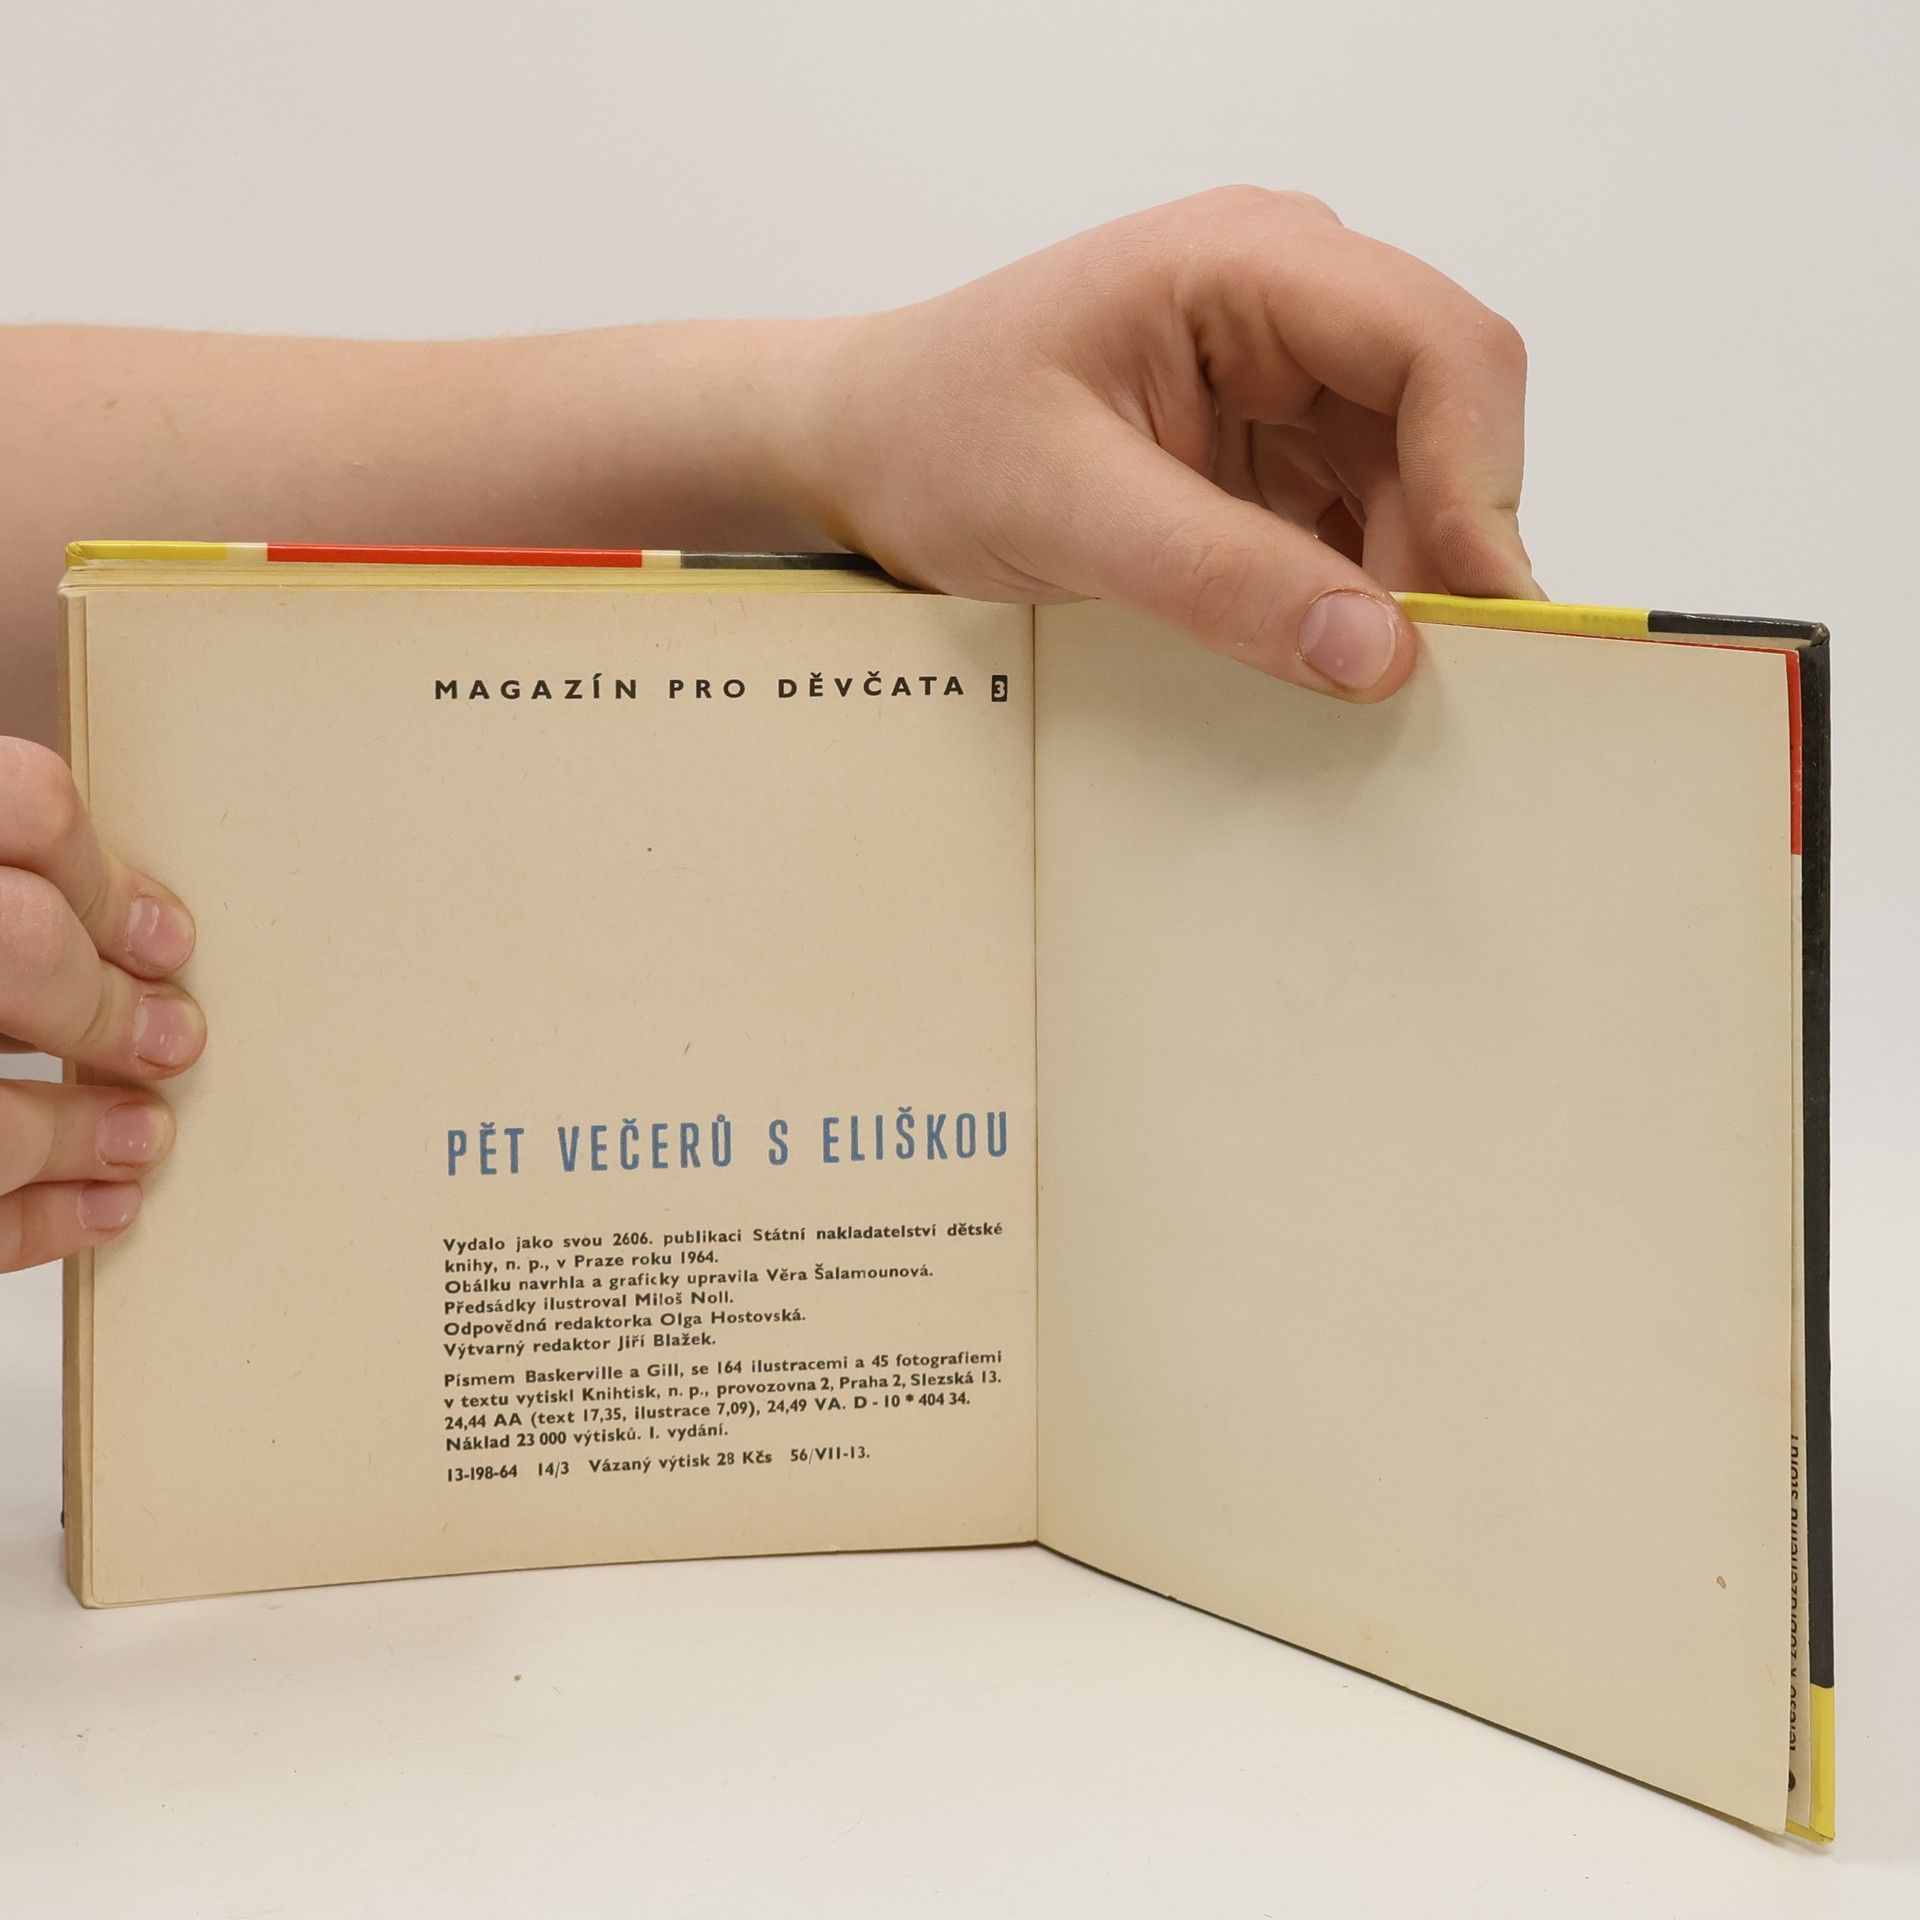 MAGAZÍN PRO DĚVČATA 3
PĚT VEČERŮ S ELIŠKOU
Vydalo jako svou 2606. publikaci Státní nakladatelství dětské
knihy, n. p., v Praze roku 1964.
Obálku navrhla a graficky upravila Věra Šalamounová.
Předsádky ilustroval Miloš Noll.
Odpovědná redaktorka Olga Hostovská.
Výtvarný redaktor Jiří Blažek.
Písmem Baskerville a Gill, se 164 ilustracemi a 45 fotografiemi
v textu vytiskl Knihtisk, n. p., provozovna 2, Praha 2, Slezská 13.
24,44 AA (text 17,35, ilustrace 7,09), 24,49 VA. D - 10 * 404 34.
Náklad 23 000 výtisků. I. vydání.
13-198-64 14/3 Vázaný výtisk 28 Kčs 56/VII-13.